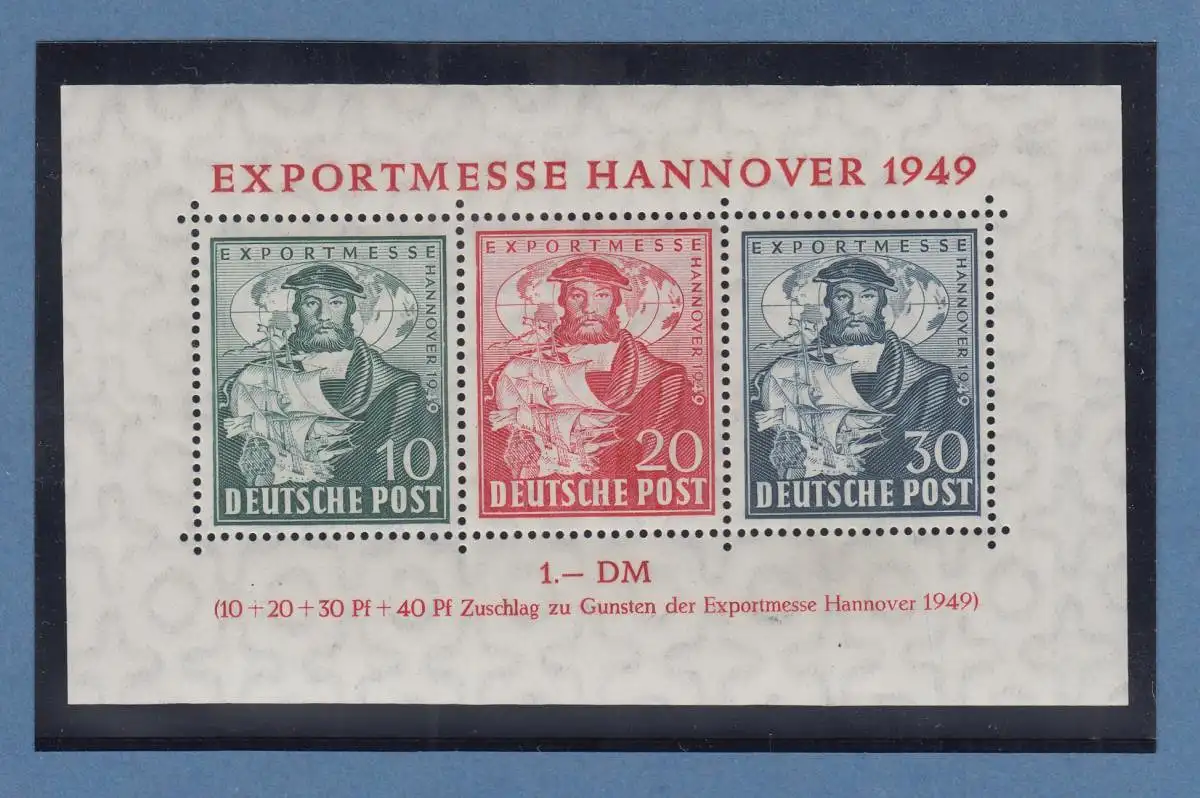 EXPORTMESSE HANNOVER 1949
EXPORTMESSE
HANNOVER 1949
10
DEUTSCHE POST
EXPORTMESSE
HANNOVER 1949
20
DEUTSCHE POST
EXPORTMESSE
HANNOVER 1949
30
DEUTSCHE POST
1.— DM
(10 + 20 + 30 Pf + 40 Pf Zuschlag zu Gunsten der Exportmesse Hannover 1949)